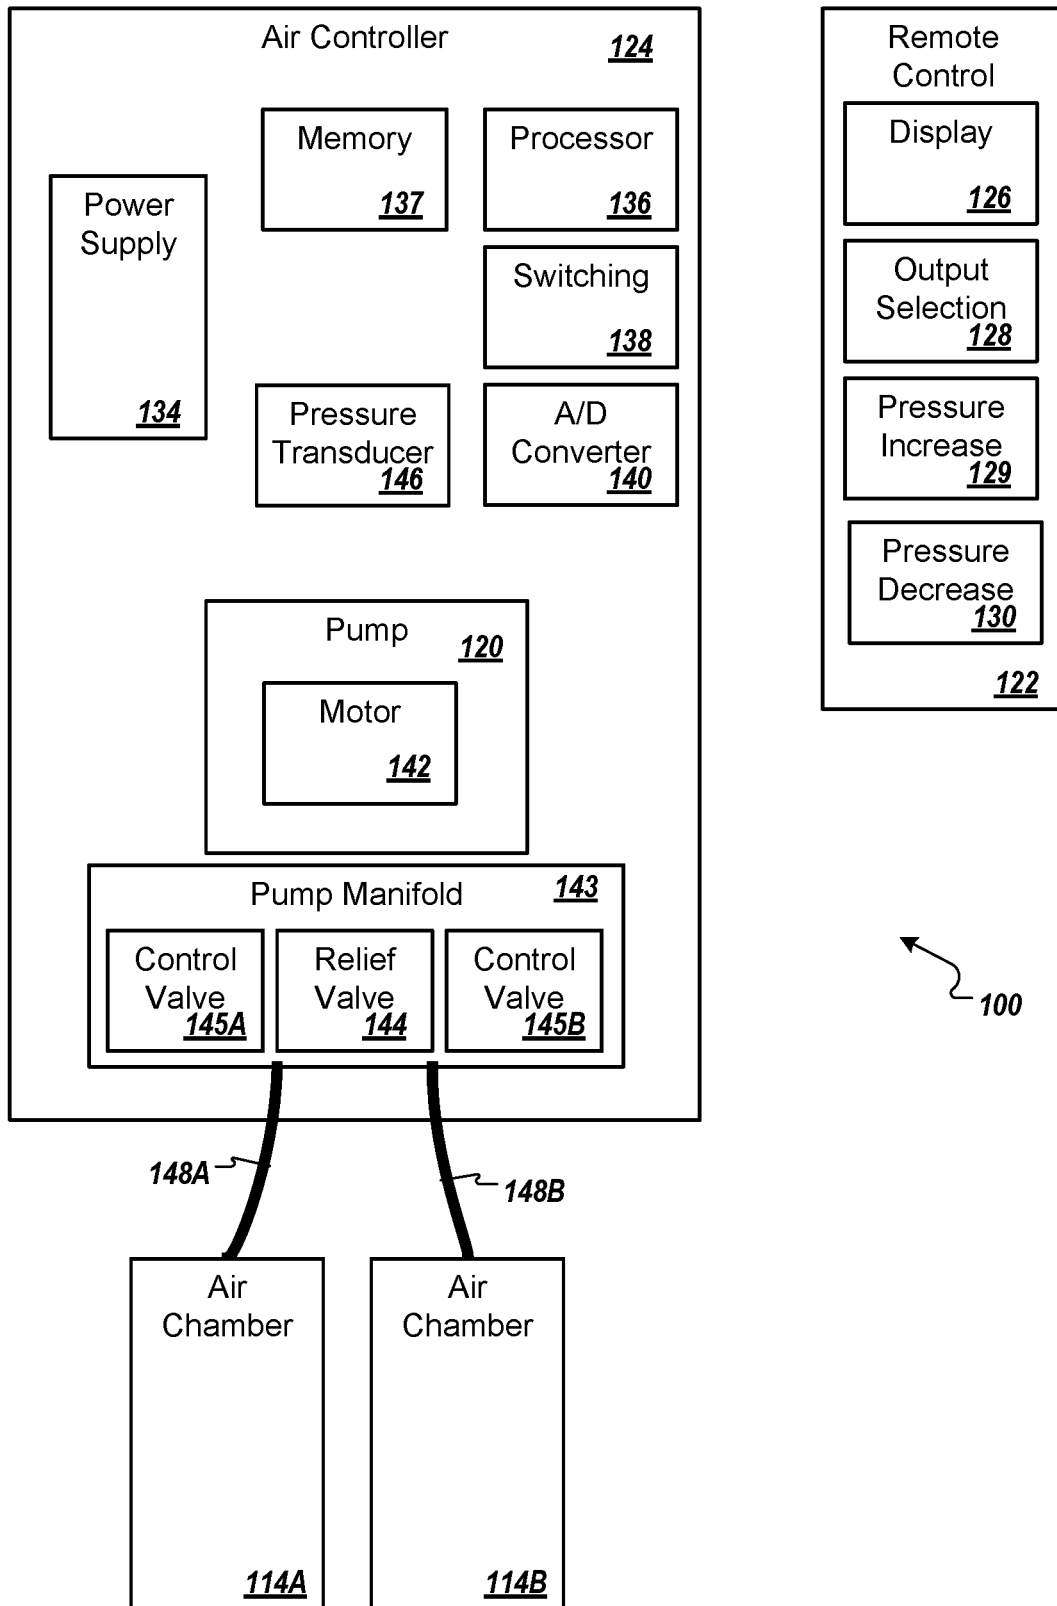 Air Controller
124
Memory
137
Processor
136
Power
Supply
134
Switching
138
Pressure
Transducer
146
A/D
Converter
140
Pump
120
Motor
142
Pump Manifold
143
Control
Valve
145A
Relief
Valve
144
Control
Valve
145B
148A
148B
Air
Chamber
114A
Air
Chamber
114B
Remote
Control
Display
126
Output
Selection
128
Pressure
Increase
129
Pressure
Decrease
130
122
100